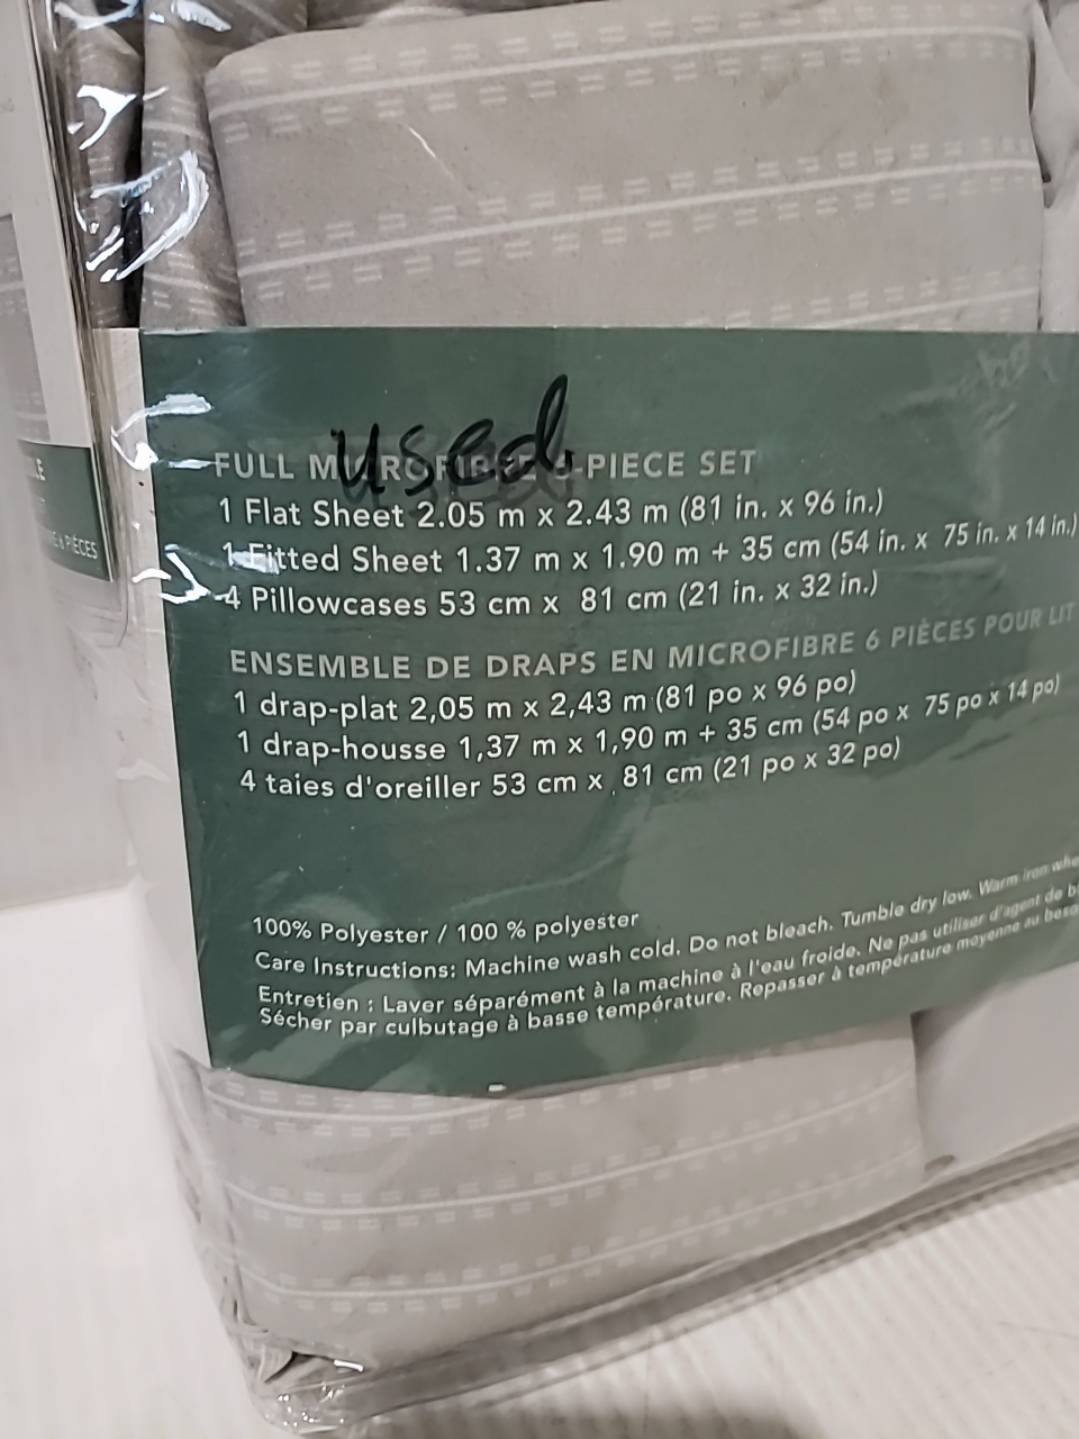 used
FULL MICROFIBRE 6-PIECE SET
1 Flat Sheet 2.05 m x 2.43 m (81 in. x 96 in.)
1 Fitted Sheet 1.37 m x 1.90 m + 35 cm (54 in. x 75 in. x 14 in.)
4 Pillowcases 53 cm x 81 cm (21 in. x 32 in.)
ENSEMBLE DE DRAPS EN MICROFIBRE 6 PIÈCES POUR LIT
1 drap-plat 2,05 m x 2,43 m (81 po x 96 po)
1 drap-housse 1,37 m x 1,90 m + 35 cm (54 po x 75 po x 14 po)
4 taies d'oreiller 53 cm x 81 cm (21 po x 32 po)
100% Polyester / 100 % polyester
Care Instructions: Machine wash cold. Do not bleach. Tumble dry low. Warm iron
Entretien : Laver séparément à la machine à l'eau froide. Ne pas utiliser d'agent de
Sécher par culbutage à basse température. Repasser à température moyenne au
PIÈCES